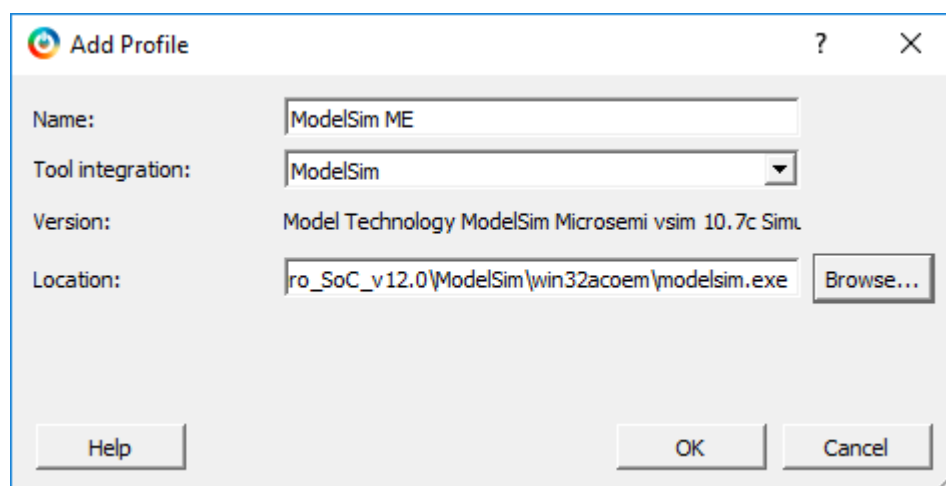 Add Profile ?
Name: ModelSim ME
Tool integration: ModelSim
Version: Model Technology ModelSim Microsemi vsim 10.7c Simu
Location: ro_SoC_v12.0\ModelSim\win32acoem\modelsim.exe Browse...
Help OK Cancel